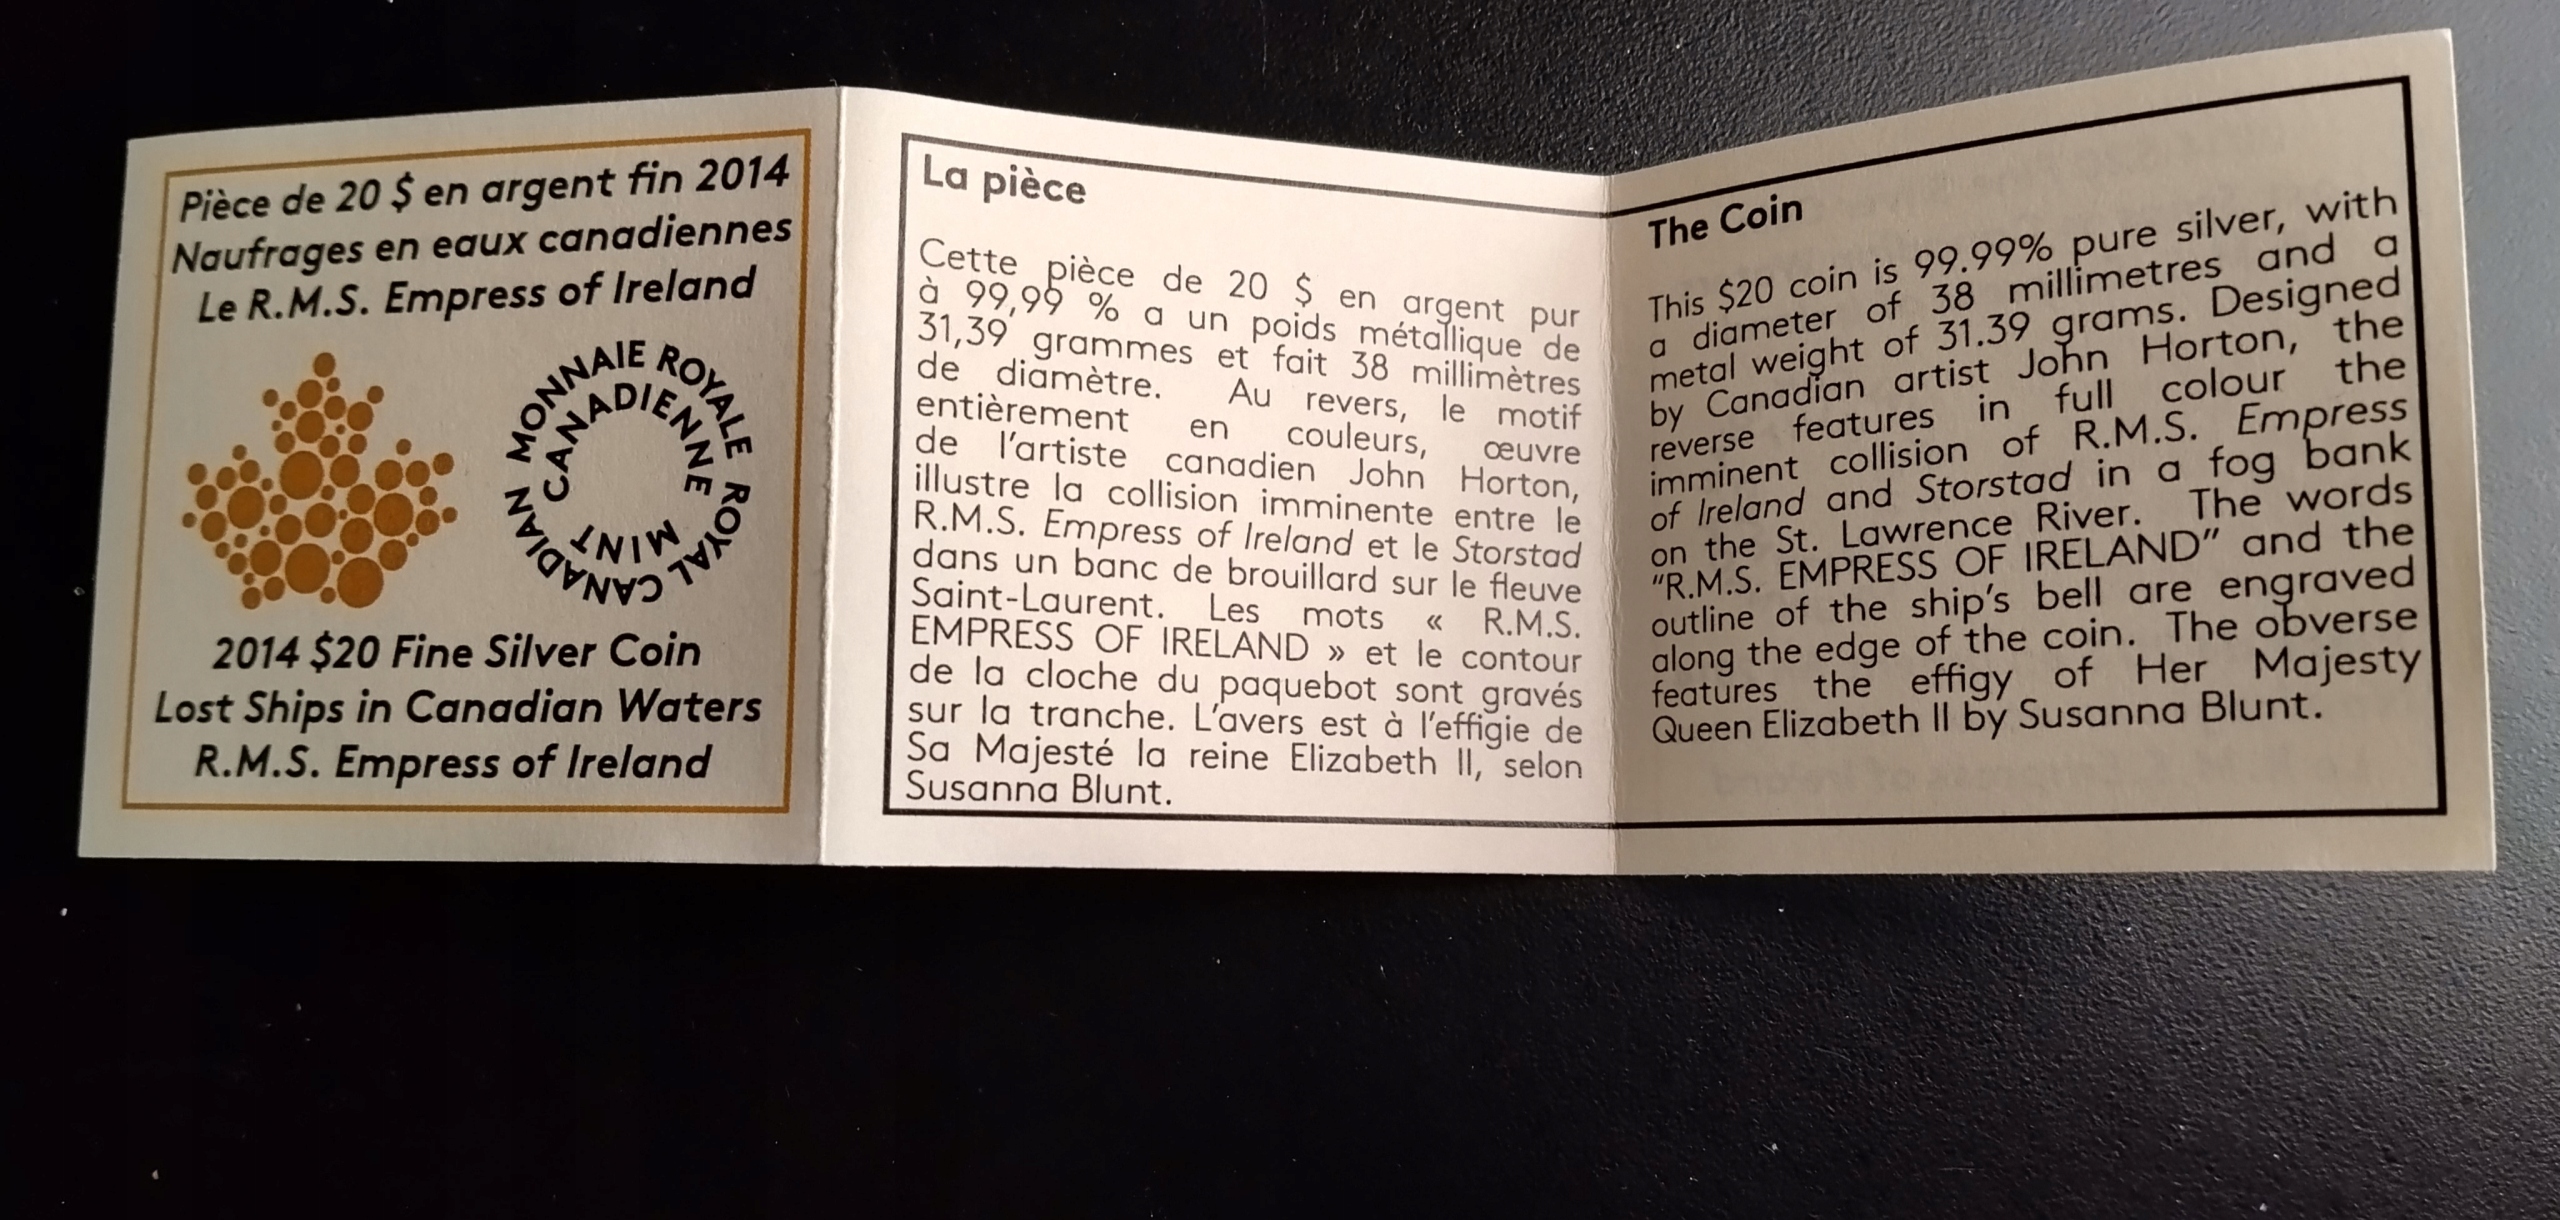 Pièce de 20 $ en argent fin 2014
Naufrages en eaux canadiennes
Le R.M.S. Empress of Ireland
MONNAIE ROYALE CANADIENNE
ROYAL CANADIAN MINT
2014 $20 Fine Silver Coin
Lost Ships in Canadian Waters
R.M.S. Empress of Ireland
La pièce
Cette pièce de 20 $ en argent pur
à 99,99 % a un poids métallique de
31,39 grammes et fait 38 millimètres
de diamètre. Au revers, le motif
entièrement en couleurs, œuvre
de l'artiste canadien John Horton,
illustre la collision imminente entre le
R.M.S. Empress of Ireland et le Storstad
dans un banc de brouillard sur le fleuve
Saint-Laurent. Les mots « R.M.S.
EMPRESS OF IRELAND » et le contour
de la cloche du paquebot sont gravés
sur la tranche. L'avers est à l'effigie de
Sa Majesté la reine Elizabeth II, selon
Susanna Blunt.
The Coin
This $20 coin is 99.99% pure silver, with
a diameter of 38 millimetres and a
metal weight of 31.39 grams. Designed
by Canadian artist John Horton, the
reverse features in full colour the
imminent collision of R.M.S. Empress
of Ireland and Storstad in a fog bank
on the St. Lawrence River. The words
"R.M.S. EMPRESS OF IRELAND" and the
outline of the ship's bell are engraved
along the edge of the coin. The obverse
features the effigy of Her Majesty
Queen Elizabeth II by Susanna Blunt.